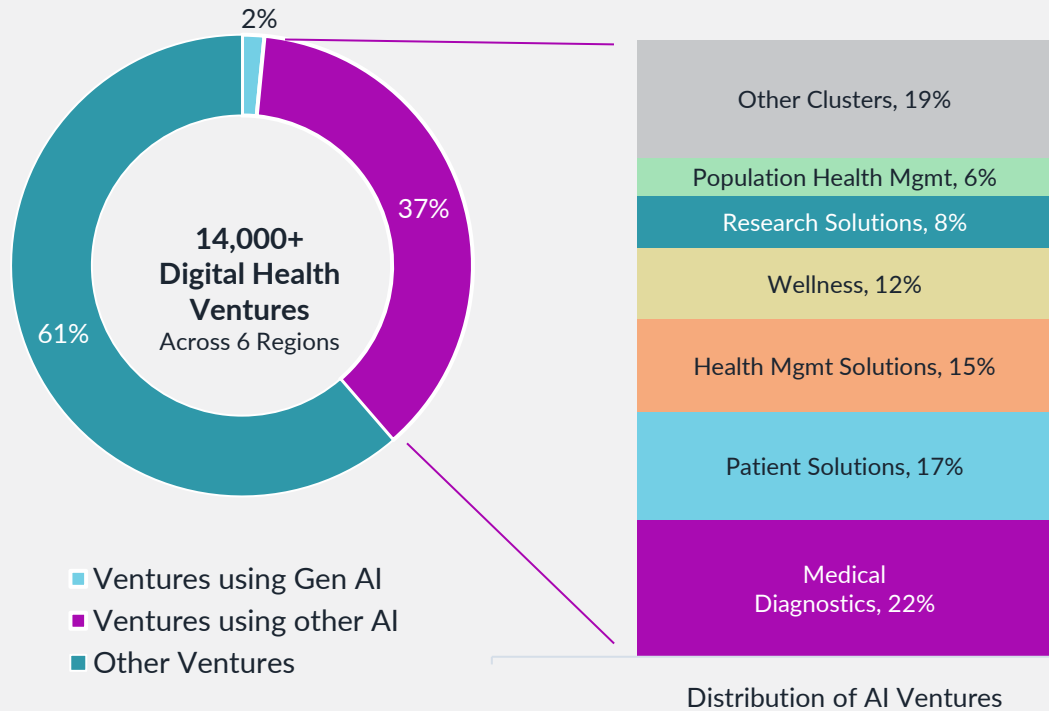 2%
37%
61%
14,000+
Digital Health
Ventures
Across 6 Regions
Ventures using Gen AI
Ventures using other AI
Other Ventures
Other Clusters, 19%
Population Health Mgmt, 6%
Research Solutions, 8%
Wellness, 12%
Health Mgmt Solutions, 15%
Patient Solutions, 17%
Medical
Diagnostics, 22%
Distribution of AI Ventures